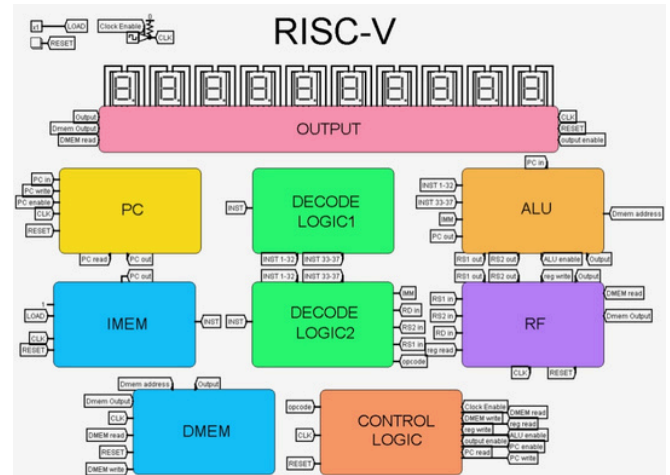 x1
LOAD
Clock Enable
CLK
RESET
RISC-V
Output
Dmem Output
DMEM read
OUTPUT
CLK
RESET
output enable
PC in
PC write
PC enable
CLK
RESET
PC
PC read
PC out
INST
DECODE
LOGIC1
INST 1-32
INST 33-37
PC in
INST 1-32
INST 33-37
IMM
PC out
ALU
Dmem address
RS1 out
RS2 out
ALU enable
Output
PC out
1
LOAD
CLK
RESET
IMEM
INST
INST 1-32
INST 33-37
INST
DECODE
LOGIC2
IMM
RD in
RS2 in
RS1 in
opcode
RS1 out
RS2 out
reg write
Output
RS1 in
RS2 in
RD in
reg read
RF
DMEM read
Dmem Output
CLK
RESET
Dmem address
Output
Dmem Output
CLK
DMEM read
RESET
DMEM write
DMEM
opcode
CLK
RESET
CONTROL
LOGIC
Clock Enable
DMEM read
DMEM write
reg read
reg write
ALU enable
output enable
PC enable
PC read
PC write